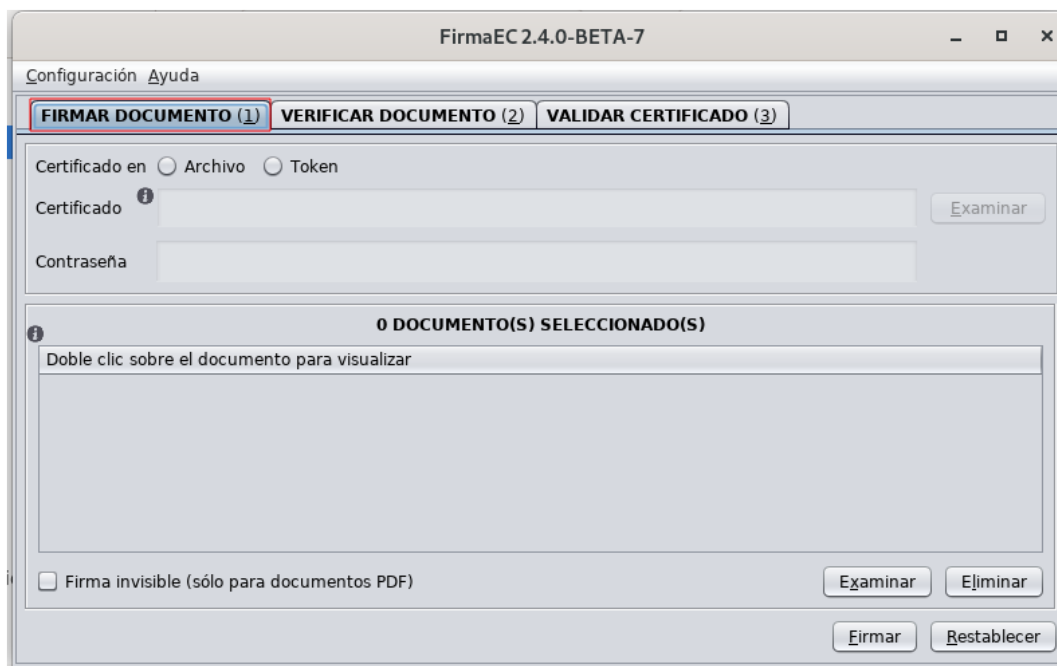 FirmaEC 2.4.0-BETA-7
Configuración Ayuda
FIRMAR DOCUMENTO (1) VERIFICAR DOCUMENTO (2) VALIDAR CERTIFICADO (3)
Certificado en Archivo Token
Certificado Examinar
Contraseña
0 DOCUMENTO(S) SELECCIONADO(S)
Doble clic sobre el documento para visualizar
Firma invisible (sólo para documentos PDF) Examinar Eliminar
Firmar Restablecer